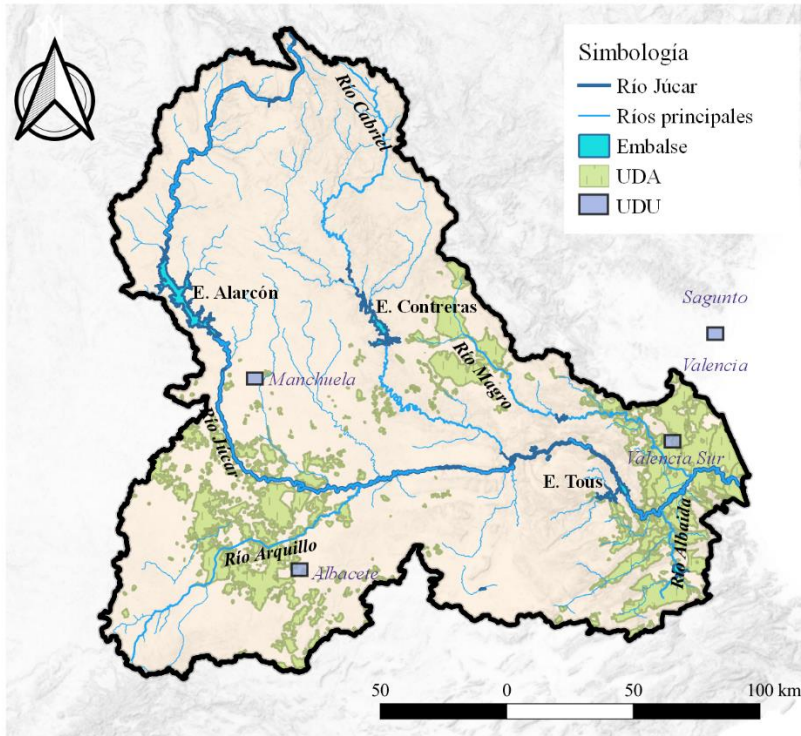 Simbología
Río Júcar
Ríos principales
Embalse
UDA
UDU
Río Cabriel
E. Alarcón
E. Contreras
Sagunto
Río Magro
Valencia
Manchuela
Río Júcar
Valencia Sur
E. Tous
Río Albaida
Río Arquillo
Albacete
50 0 50 100 km